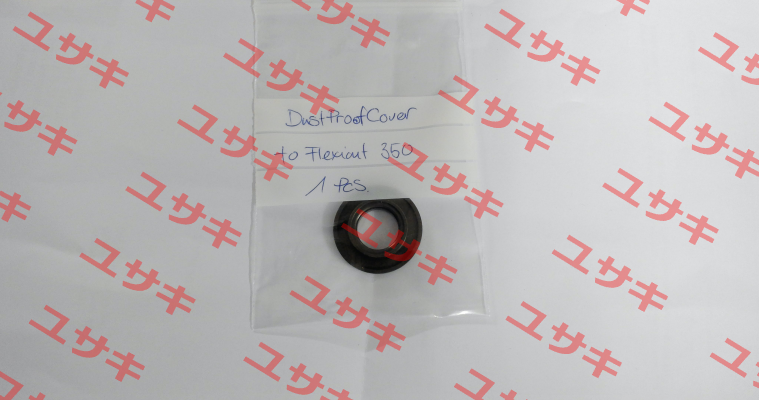 DustProofCover
to Flexicut 350
1 Pcs.
ユサキ